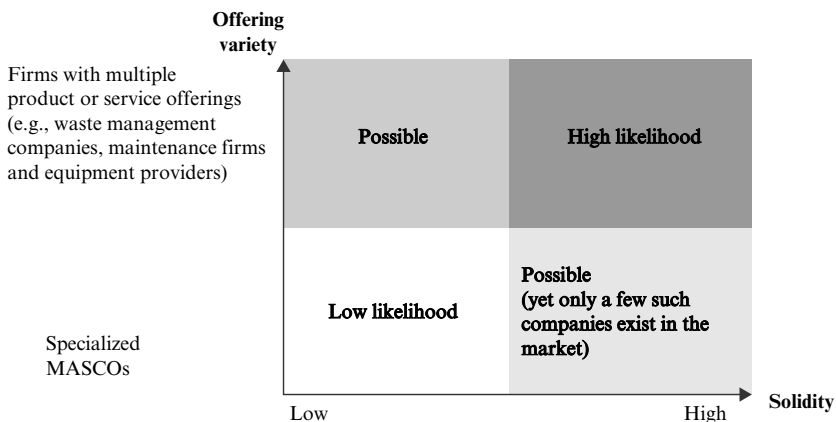 Offering
variety
Firms with multiple
product or service offerings
(e.g., waste management
companies, maintenance firms
and equipment providers)
Possible
High likelihood
Low likelihood
Possible
(yet only a few such
companies exist in the
market)
Specialized
MASCOs
Low
High
Solidity